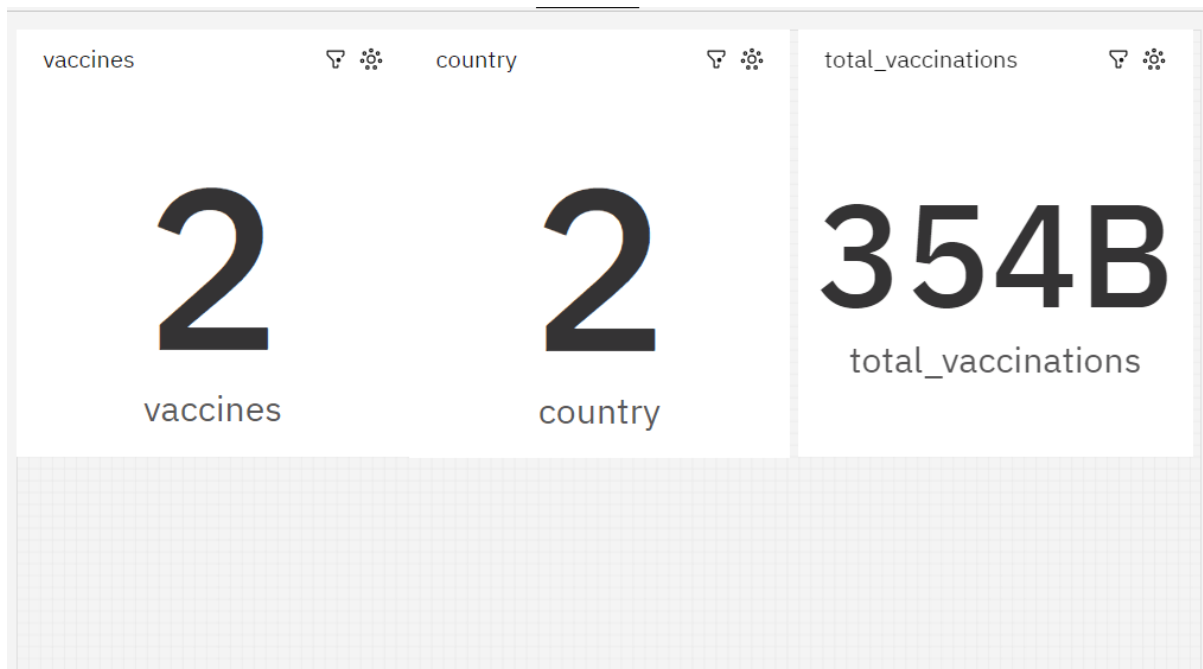 vaccines
2
vaccines
country
2
country
total_vaccinations
354B
total_vaccinations